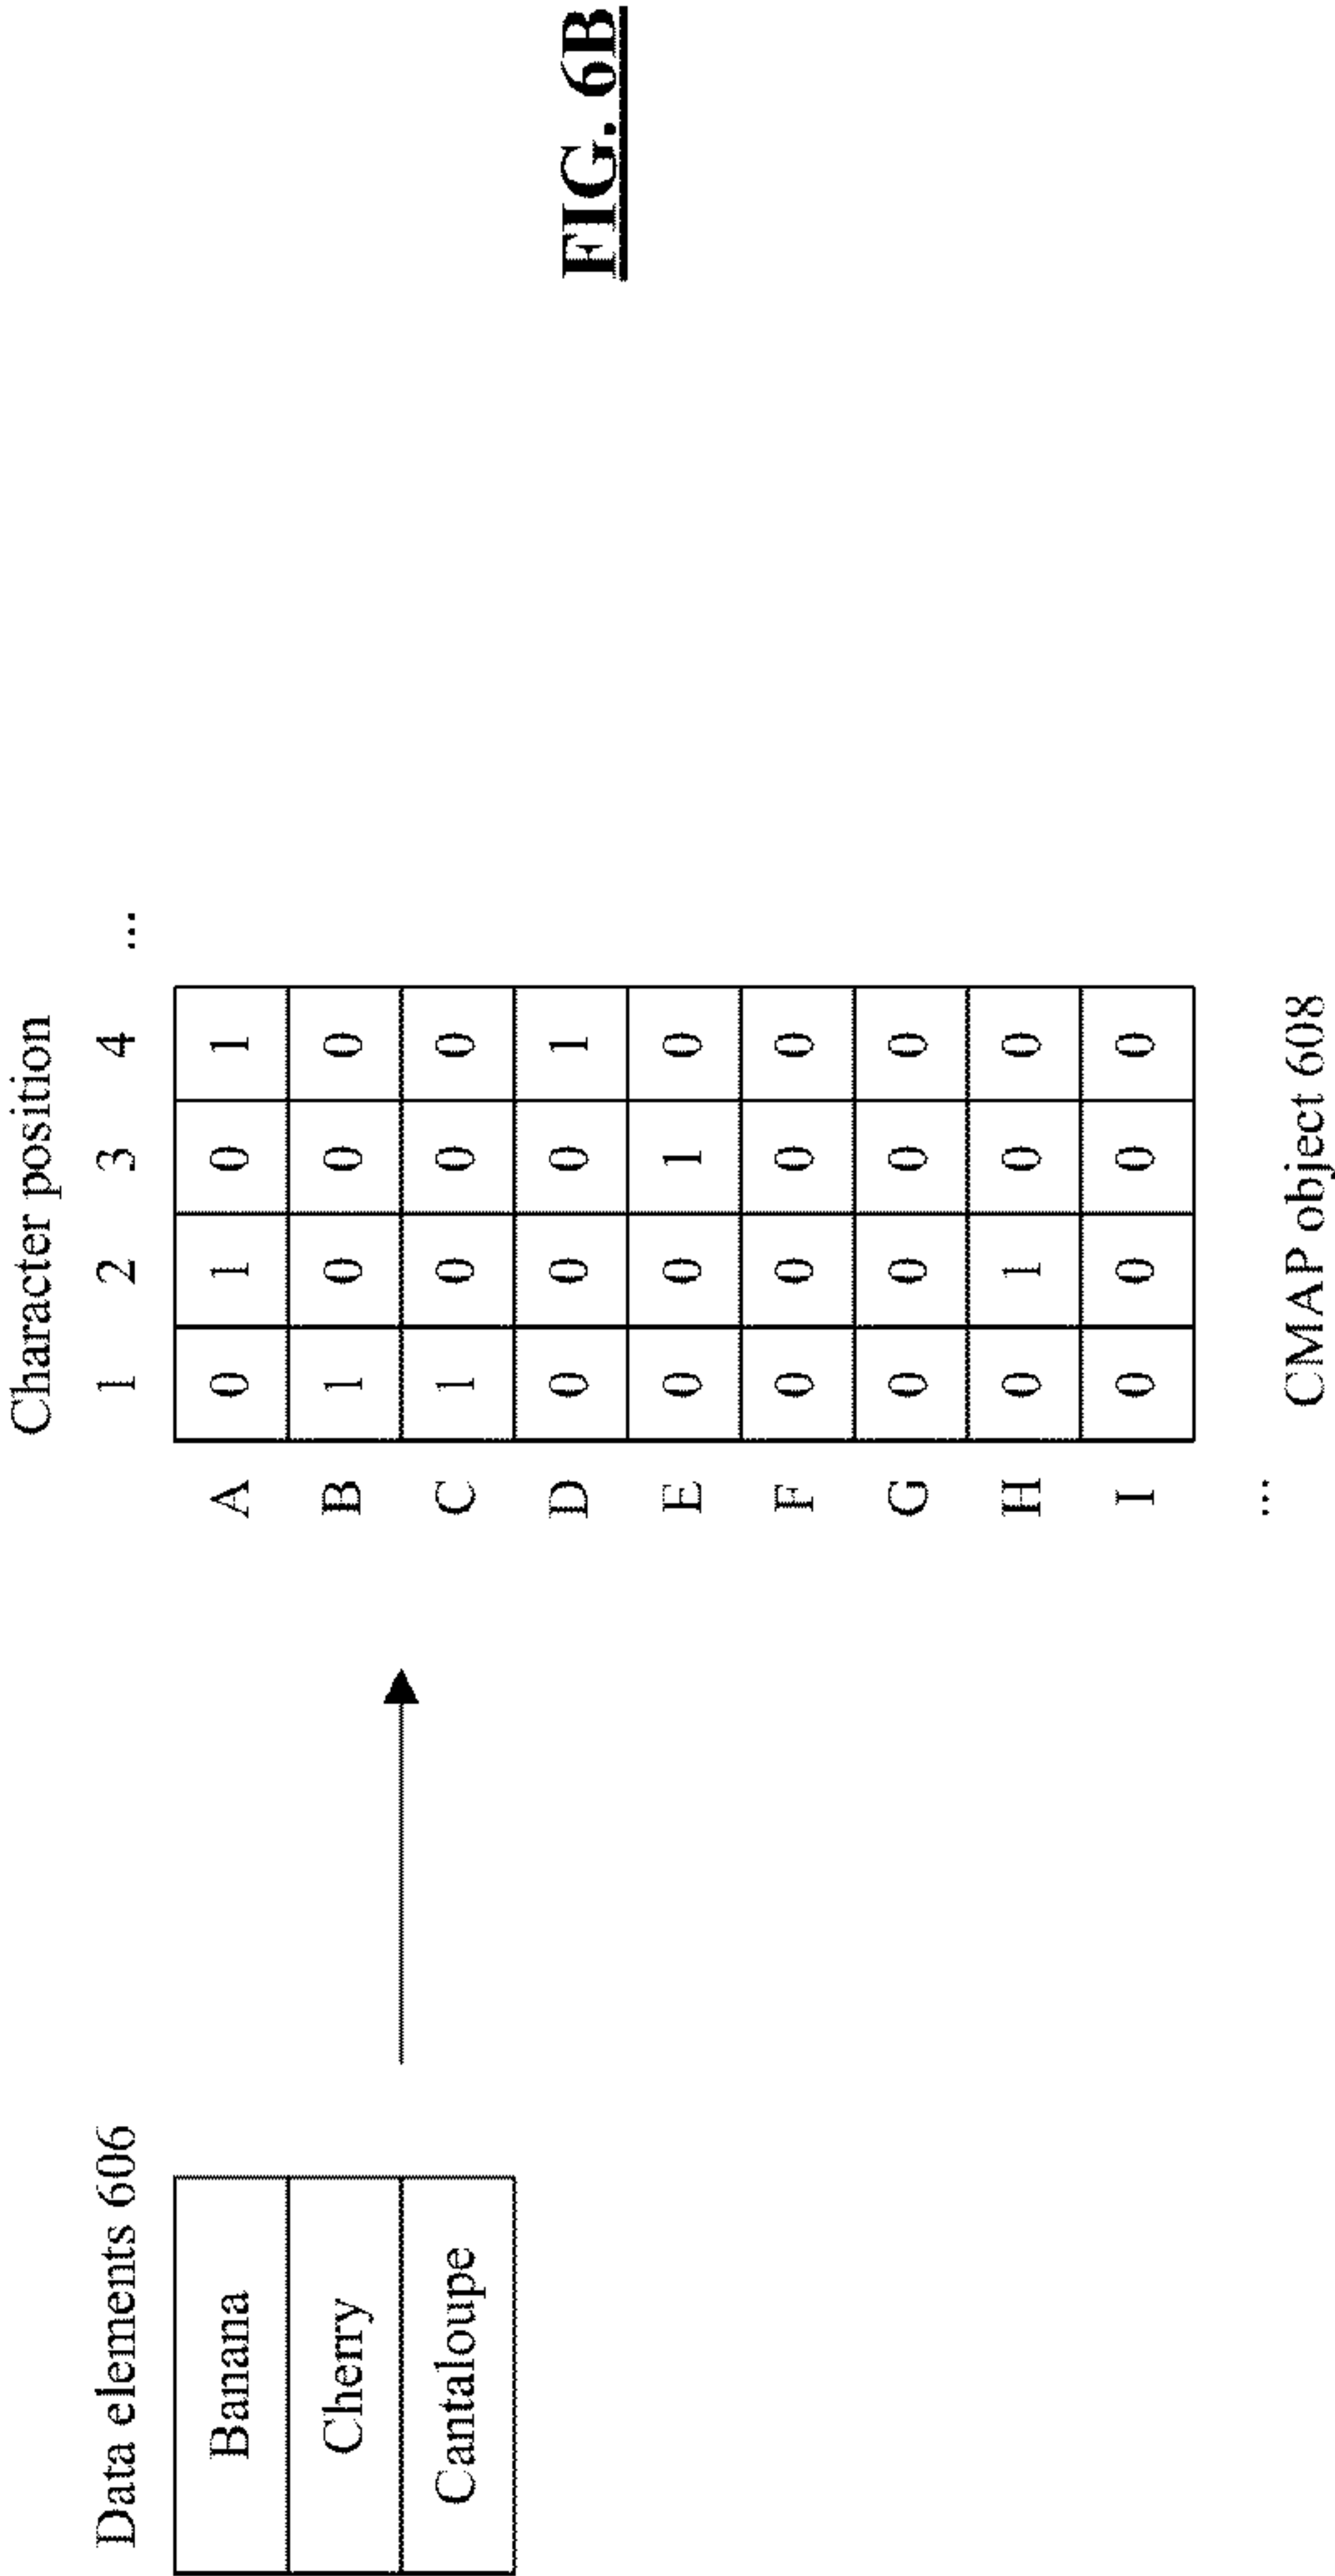 Data elements 606
Banana
Cherry
Cantaloupe
Character position
1 2 3 4 ...
A 0 1 0 1
B 1 0 0 0
C 1 0 0 0
D 0 0 0 1
E 0 0 1 0
F 0 0 0 0
G 0 0 0 0
H 0 1 0 0
I 0 0 0 0
...
CMAP object 608
FIG. 6B